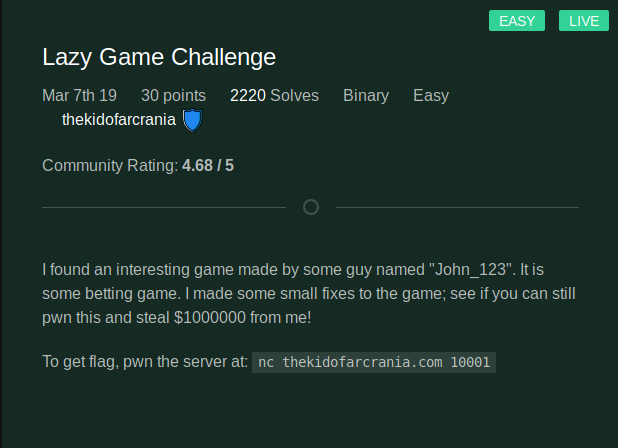 EASY LIVE
Lazy Game Challenge
Mar 7th 19 30 points 2220 Solves Binary Easy
thekidofarcrania
Community Rating: 4.68 / 5
I found an interesting game made by some guy named "John_123". It is
some betting game. I made some small fixes to the game; see if you can still
pwn this and steal $1000000 from me!
To get flag, pwn the server at: nc thekidofarcrania.com 10001